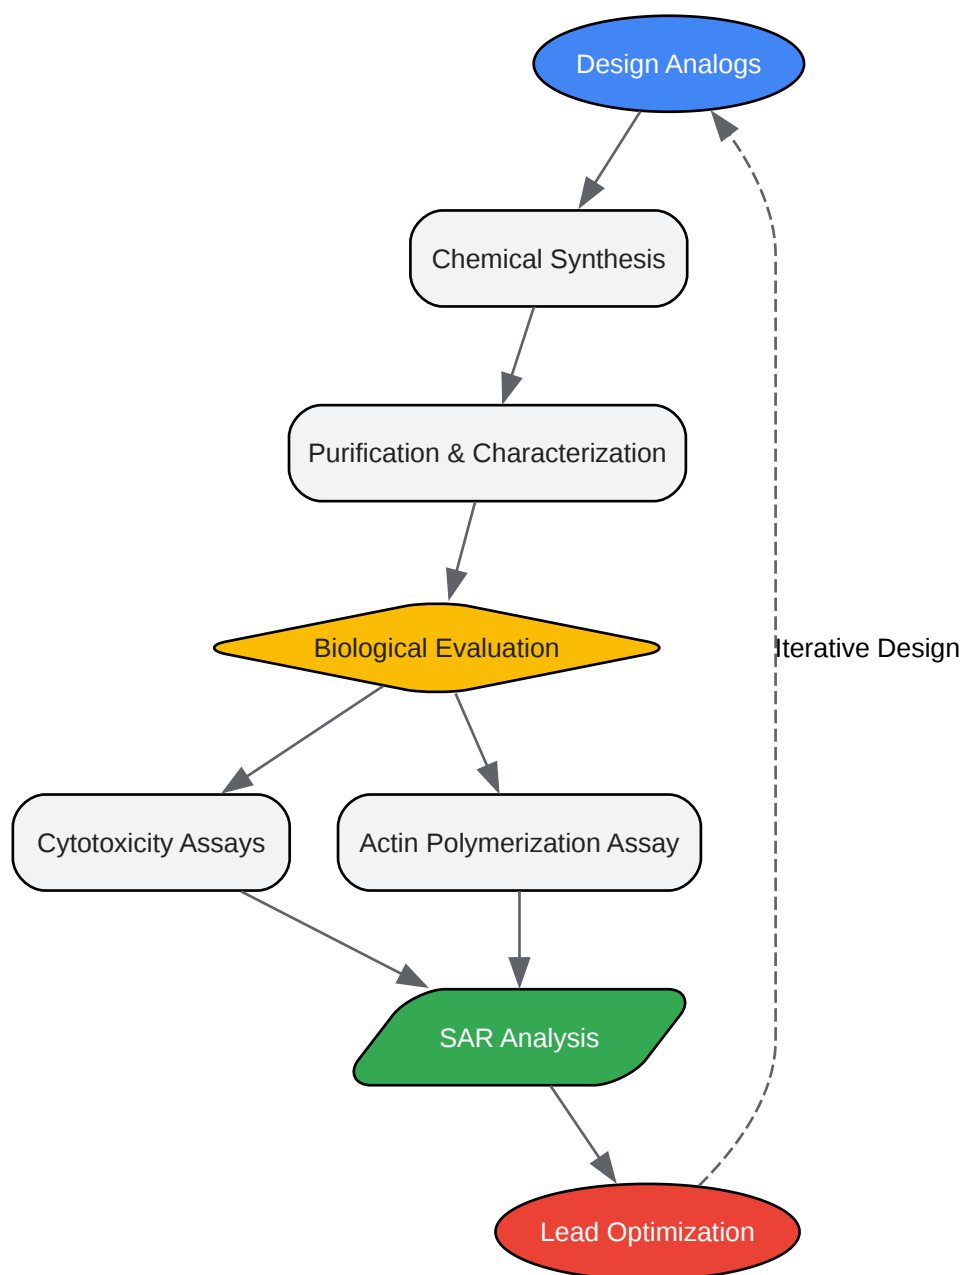 Design Analogs
Chemical Synthesis
Purification & Characterization
Biological Evaluation
Iterative Design
Cytotoxicity Assays
Actin Polymerization Assay
SAR Analysis
Lead Optimization